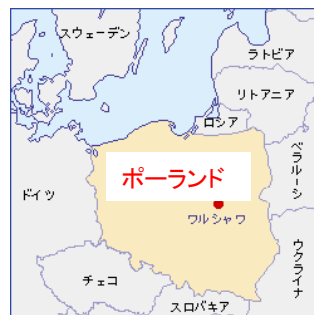 スウェーデン
ラトビア
リトアニア
ロシア
ベラルーシ
ポーランド
ドイツ
ワルシャワ
ウクライナ
チェコ
スロバキア